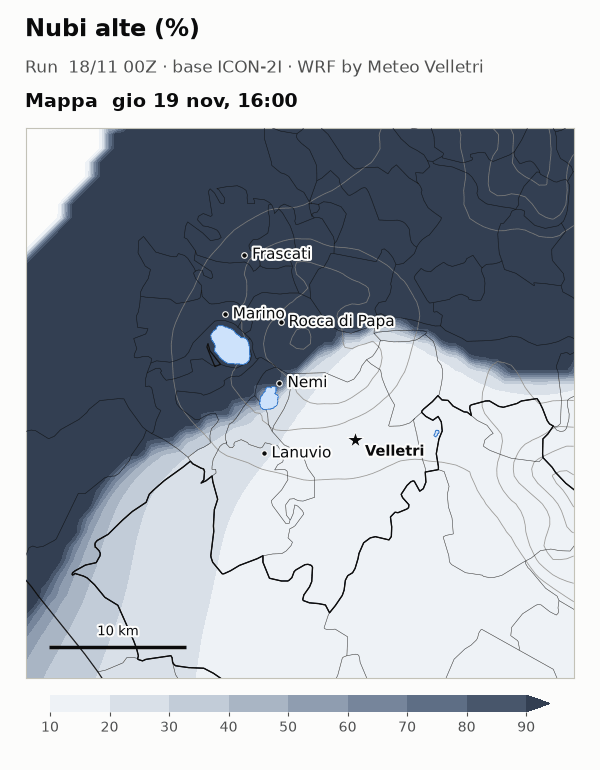 Nubi alte (%)
Run 18/11 00Z · base ICON-2I · WRF by Meteo Velletri
Mappa gio 19 nov, 16:00
Frascati
Marino
Rocca di Papa
Nemi
Velletri
Lanuvio
10 km
10 20 30 40 50 60 70 80 90